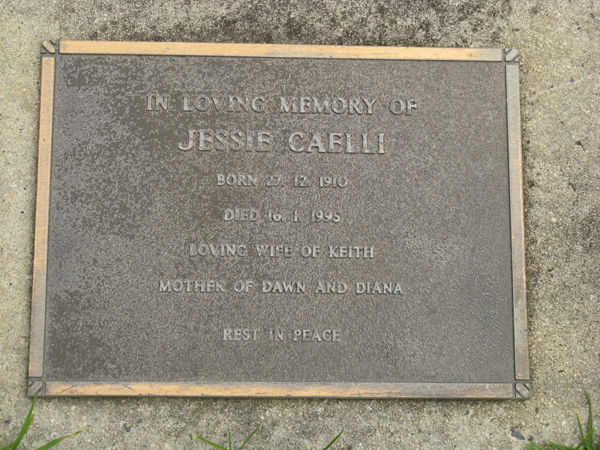 IN LOVING MEMORY OF
JESSIE CAELLI
BORN 27. 12. 1910
DIED 16. 1. 1995
LOVING WIFE OF KEITH
MOTHER OF DAWN AND DIANA
REST IN PEACE